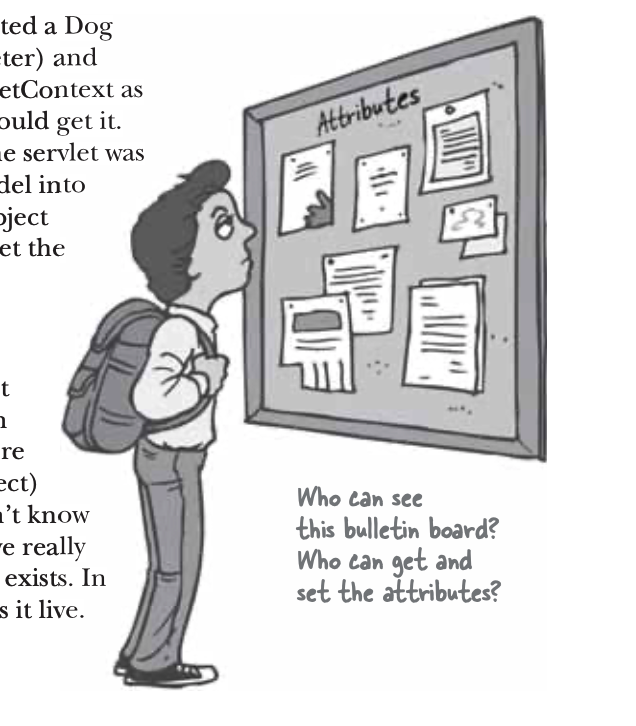 ted a Dog
ter) and
etContext as
ould get it.
e servlet was
del into
ject
et the
t
n
re
ect)
n't know
ve really
exists. In
s it live.
Attributes
Who can see
this bulletin board?
Who can get and
set the attributes?